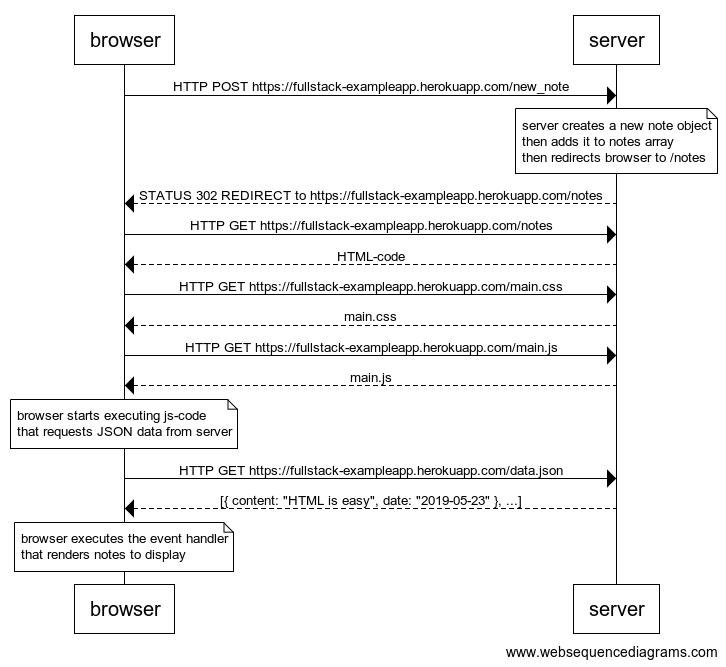 browser
server
HTTP POST https://fullstack-exampleapp.herokuapp.com/new_note
server creates a new note object
then adds it to notes array
then redirects browser to /notes
STATUS 302 REDIRECT to https://fullstack-exampleapp.herokuapp.com/notes
HTTP GET https://fullstack-exampleapp.herokuapp.com/notes
HTML-code
HTTP GET https://fullstack-exampleapp.herokuapp.com/main.css
main.css
HTTP GET https://fullstack-exampleapp.herokuapp.com/main.js
main.js
browser starts executing js-code
that requests JSON data from server
HTTP GET https://fullstack-exampleapp.herokuapp.com/data.json
[{ content: "HTML is easy", date: "2019-05-23" }, ...]
browser executes the event handler
that renders notes to display
browser
server
www.websequencediagrams.com